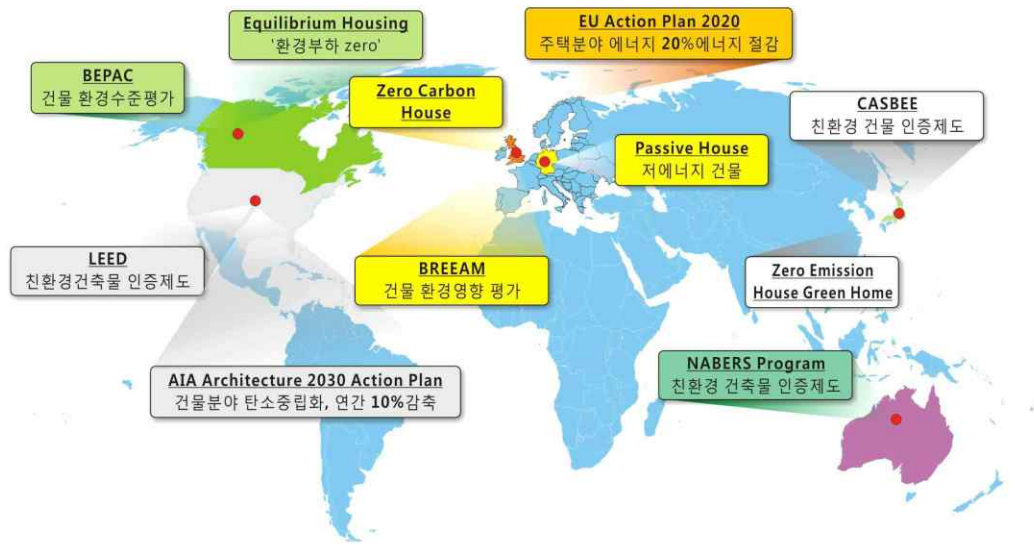 Equilibrium Housing
'환경부하 zero'
EU Action Plan 2020
주택분야 에너지 20%에너지 절감
BEPAC
건물 환경수준평가
Zero Carbon
House
CASBEE
친환경 건물 인증제도
Passive House
저에너지 건물
LEED
친환경건축물 인증제도
BREEAM
건물 환경영향 평가
Zero Emission
House Green Home
NABERS Program
친환경 건축물 인증제도
AIA Architecture 2030 Action Plan
건물분야 탄소중립화, 연간 10%감축